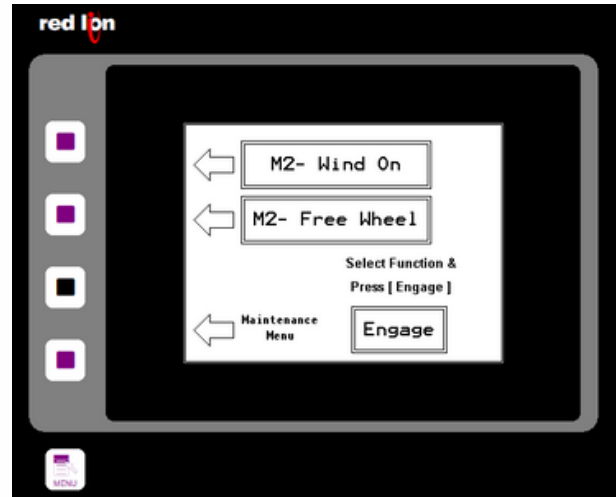 red lion
M2- Wind On
M2- Free Wheel
Select Function &
Press [ Engage ]
Maintenance
Menu
Engage
MENU